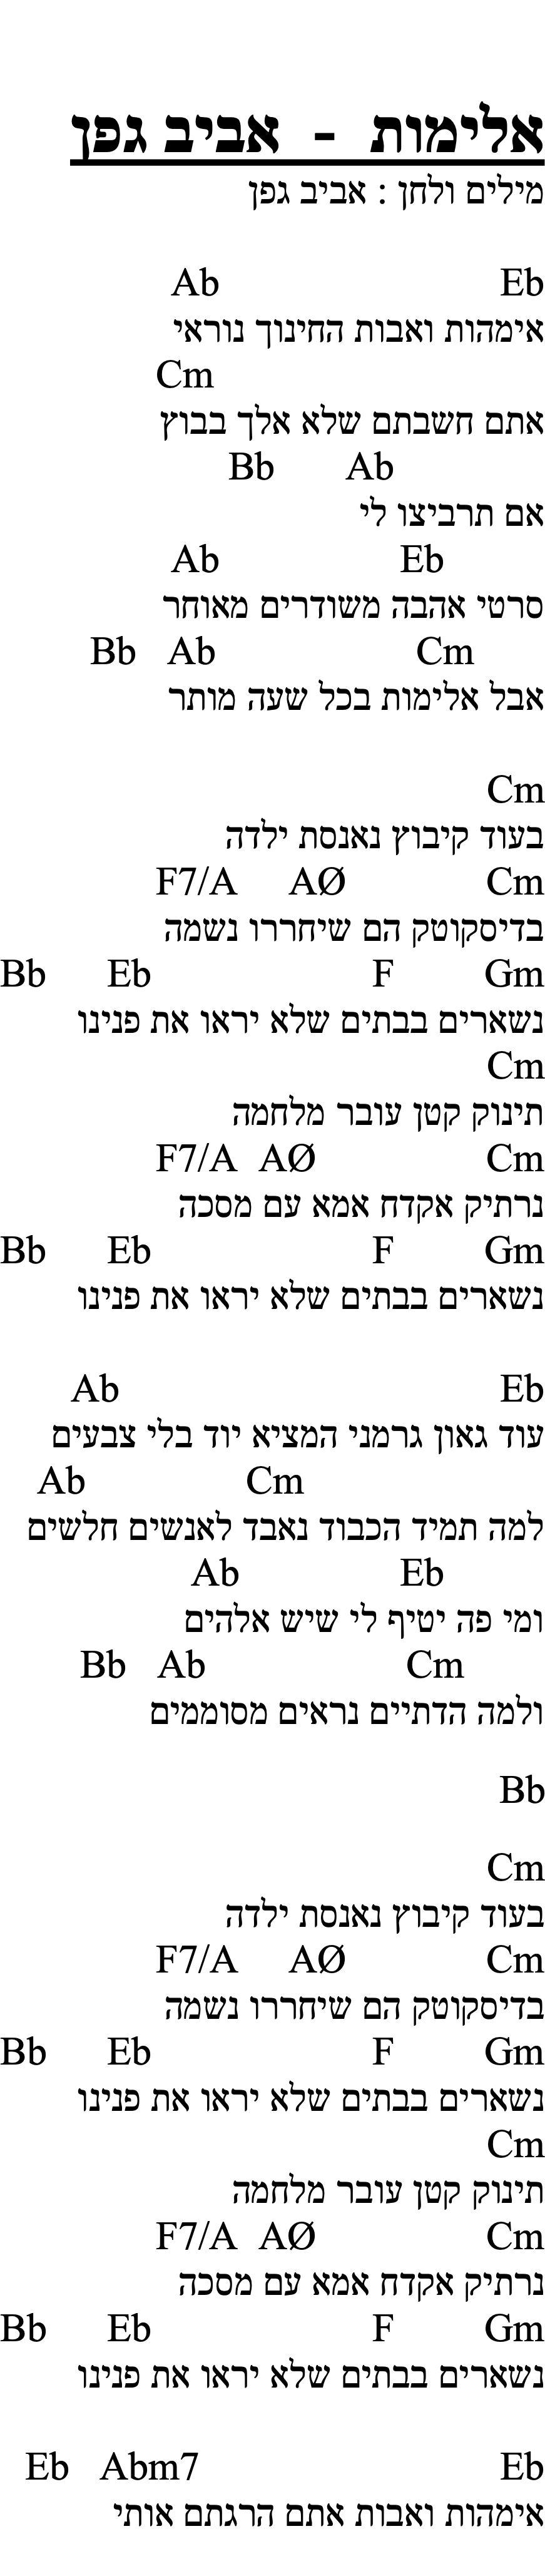 אלימות - אביב גפן
מילים ולחן : אביב גפן
Eb Ab
אימהות ואבות החינוך נוראי
Cm
אתם חשבתם שלא אלך בבוץ
Ab Bb
אם תרביצו לי
Eb Ab
סרטי אהבה משודרים מאוחר
Cm Ab Bb
אבל אלימות בכל שעה מותר
Cm
בעוד קיבוץ נאנסת ילדה
Cm AØ F7/A
בדיסקוטק הם שיחררו נשמה
Gm F Eb Bb
נשארים בבתים שלא יראו את פנינו
Cm
תינוק קטן עובר מלחמה
Cm AØ F7/A
נרתיק אקדח אמא עם מסכה
Gm F Eb Bb
נשארים בבתים שלא יראו את פנינו
Eb Ab
עוד גאון גרמני המציא יוד בלי צבעים
Cm Ab
למה תמיד הכבוד נאבד לאנשים חלשים
Eb Ab
ומי פה יטיף לי שיש אלהים
Cm Ab Bb
ולמה הדתיים נראים מסוממים
Bb
Cm
בעוד קיבוץ נאנסת ילדה
Cm AØ F7/A
בדיסקוטק הם שיחררו נשמה
Gm F Eb Bb
נשארים בבתים שלא יראו את פנינו
Cm
תינוק קטן עובר מלחמה
Cm AØ F7/A
נרתיק אקדח אמא עם מסכה
Gm F Eb Bb
נשארים בבתים שלא יראו את פנינו
Eb Abm7 Eb
אימהות ואבות אתם הרגתם אותי